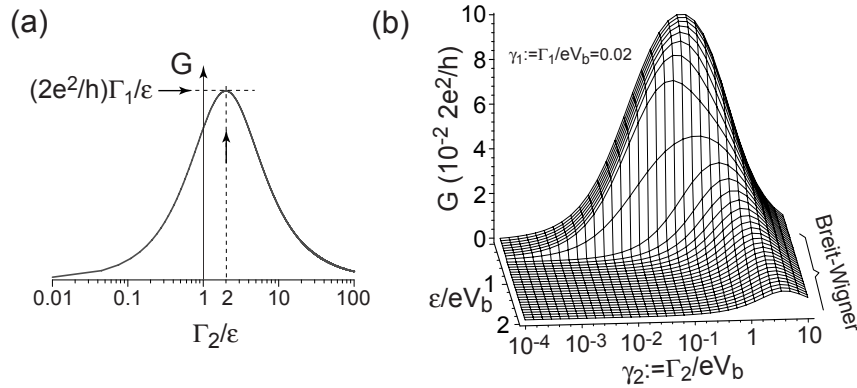 (a)
G
(2e²/h)Γ₁/ε
0.01 0.1 1 2 10 100
Γ₂/ε
(b)
γ₁:=Γ₁/eV_b=0.02
G (10⁻² 2e²/h)
10
8
6
4
2
0
ε/eV_b
1
2
10⁻⁴ 10⁻³ 10⁻² 10⁻¹ 1 10
γ₂:=Γ₂/eV_b
Breit-Wigner